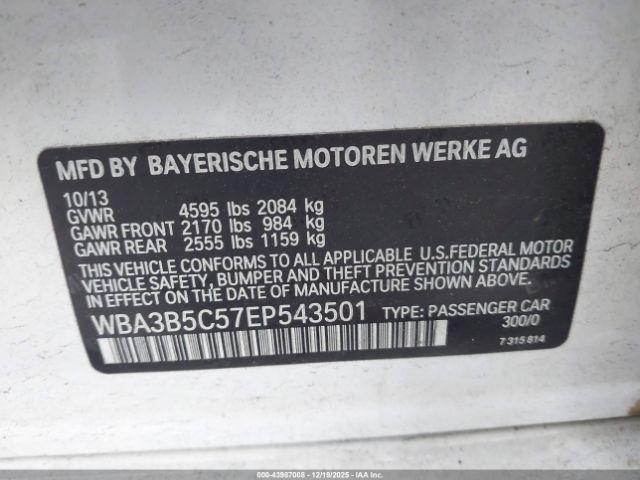 MFD BY BAYERISCHE MOTOREN WERKE AG
10/13
GVWR 4595 lbs 2084 kg
GAWR FRONT 2170 lbs 984 kg
GAWR REAR 2555 lbs 1159 kg
THIS VEHICLE CONFORMS TO ALL APPLICABLE U.S.FEDERAL MOTOR
VEHICLE SAFETY, BUMPER AND THEFT PREVENTION STANDARDS
IN EFFECT ON THE DATE OF MANUFACTURE SHOWN ABOVE.
WBA3B5C57EP543501 TYPE: PASSENGER CAR
300/0
7 315 814
000-43987008 - 12/19/2025 - IAA Inc.